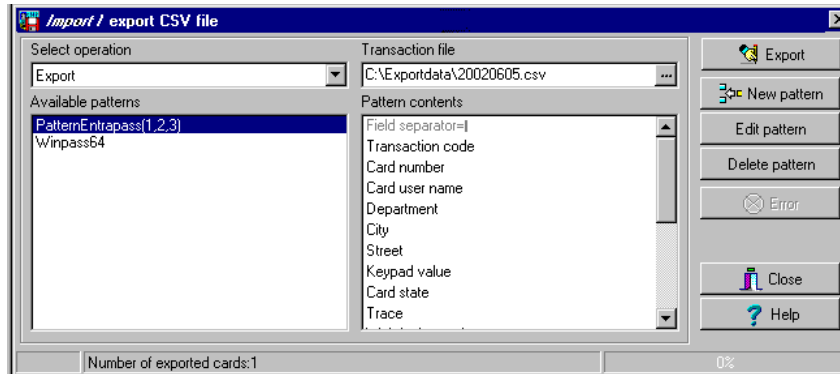 Import / export CSV file
Select operation
Transaction file
Export
C:\Exportdata\20020605.csv
...
Available patterns
Pattern contents
PatternEntrapass(1,2,3)
Winpass64
Field separator=|
Transaction code
Card number
Card user name
Department
City
Street
Keypad value
Card state
Trace
Export
New pattern
Edit pattern
Delete pattern
Error
Close
Help
Number of exported cards:1
0%